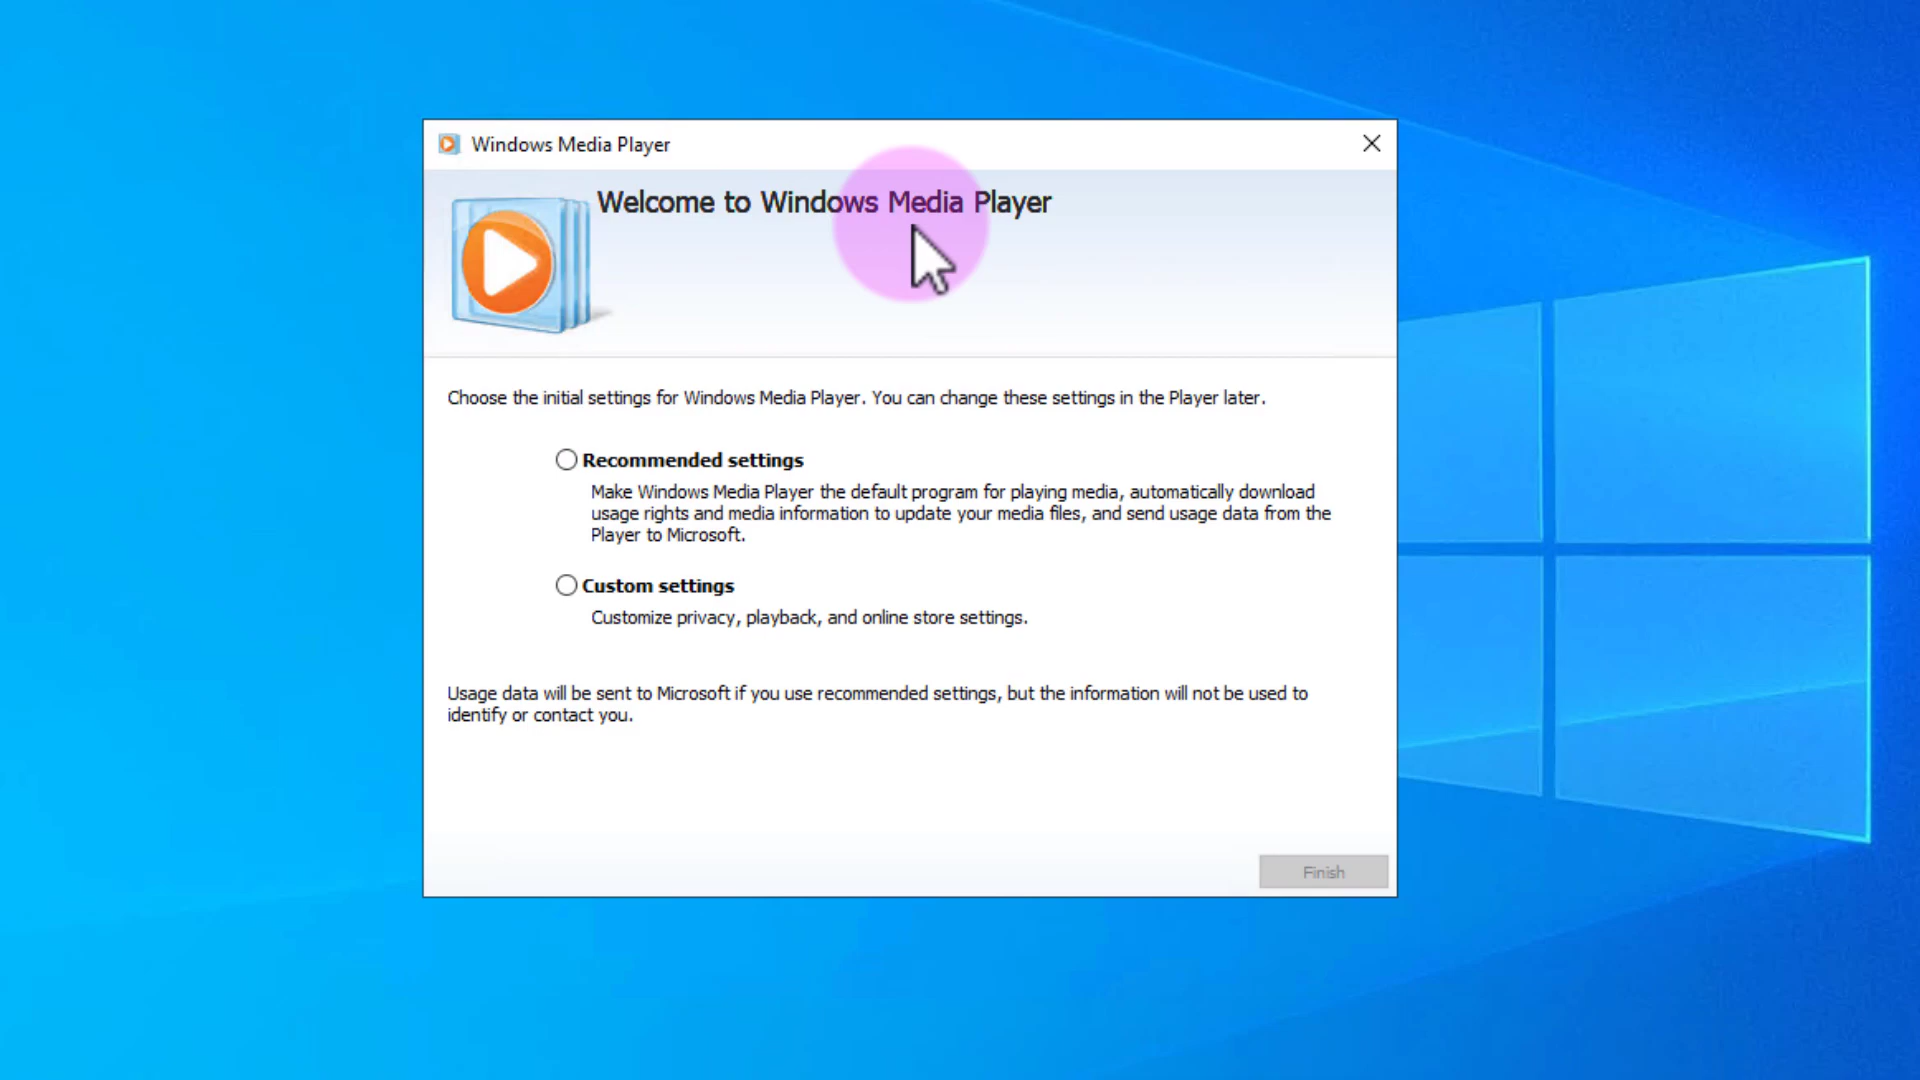 Windows Media Player
Welcome to Windows Media Player
Choose the initial settings for Windows Media Player. You can change these settings in the Player later.
Recommended settings
Make Windows Media Player the default program for playing media, automatically download
usage rights and media information to update your media files, and send usage data from the
Player to Microsoft.
Custom settings
Customize privacy, playback, and online store settings.
Usage data will be sent to Microsoft if you use recommended settings, but the information will not be used to
identify or contact you.
Finish